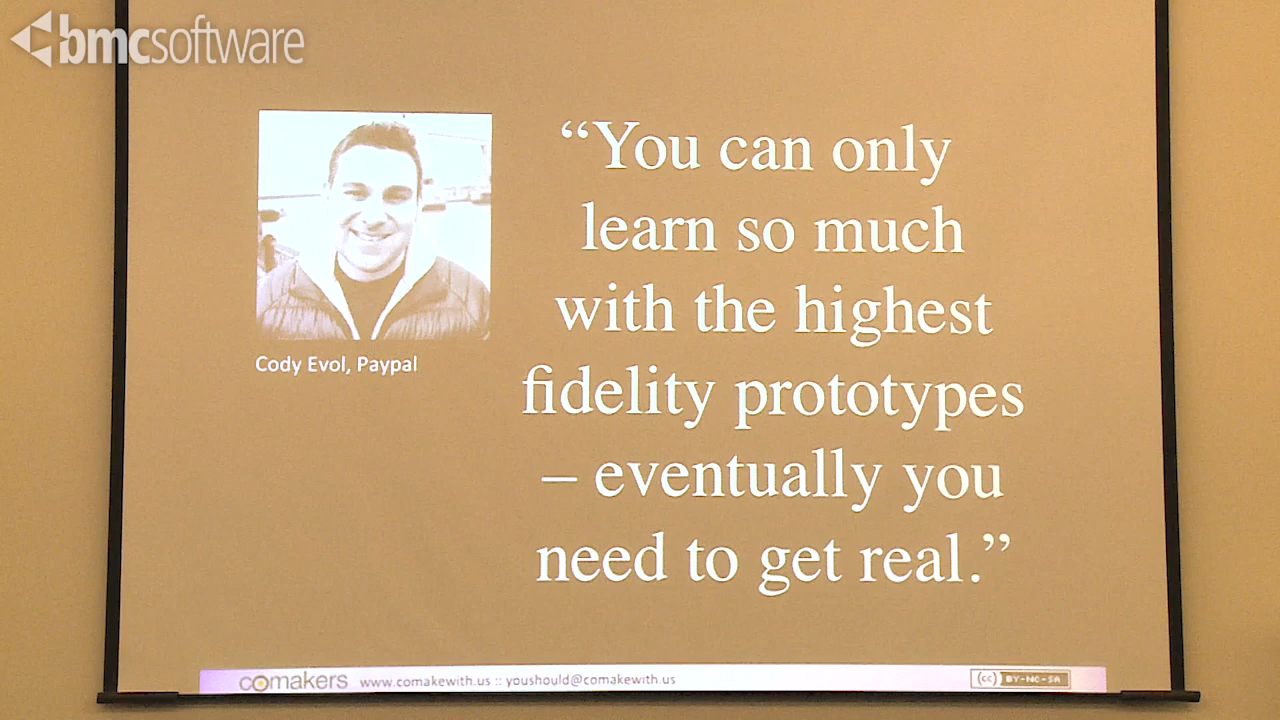 bmcsoftware
“You can only
learn so much
with the highest
fidelity prototypes
– eventually you
need to get real.”
Cody Evol, Paypal
comakers www.comakewith.us :: youshould@comakewith.us
(cc) BY-NC-SA